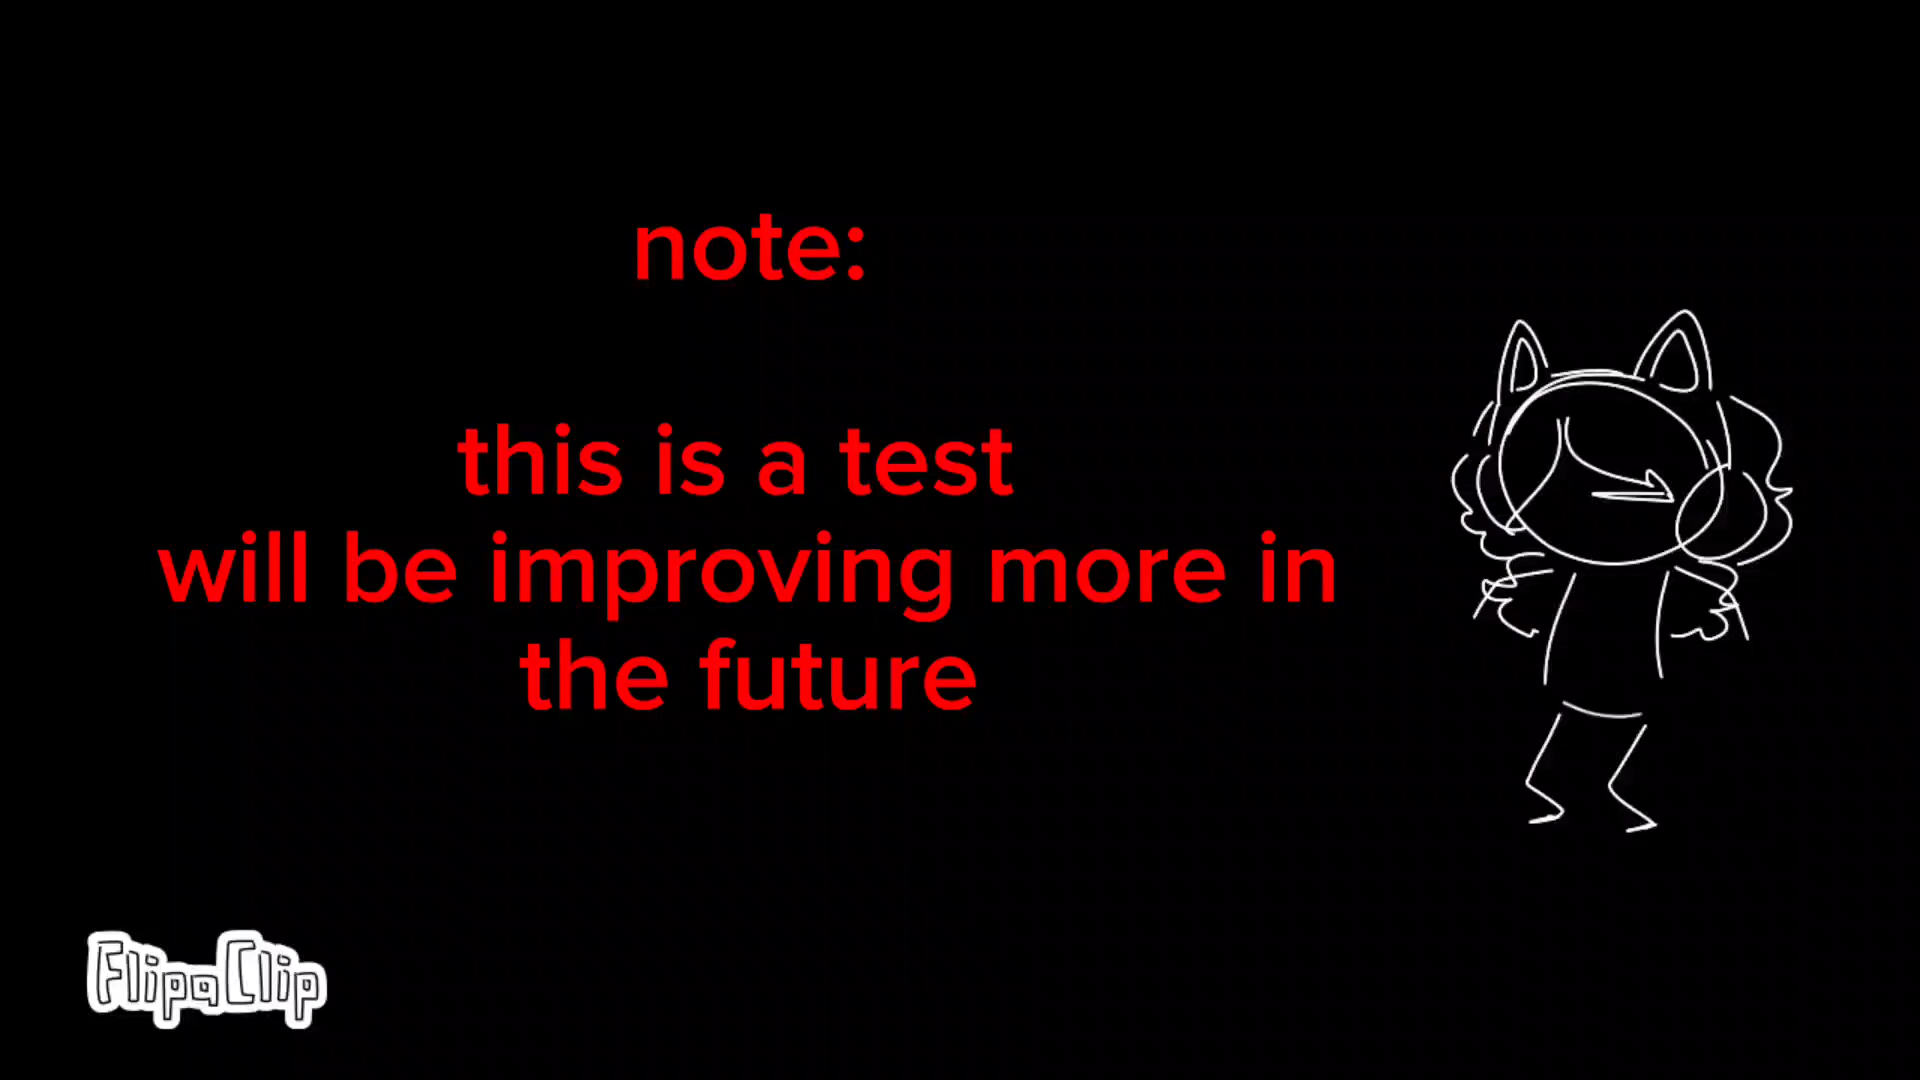 note:
this is a test
will be improving more in
the future
FlipaClip